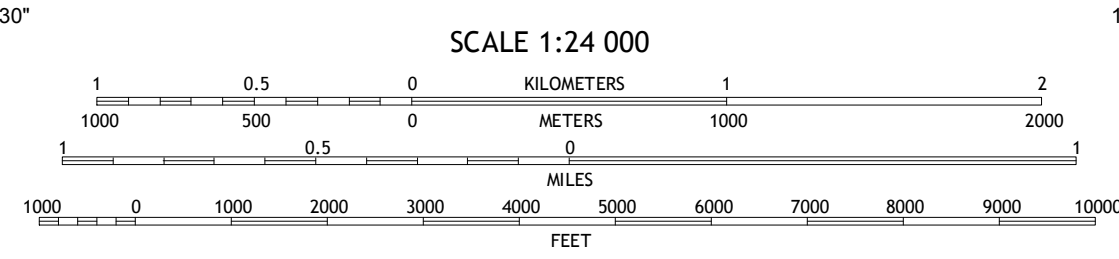 30" 1
SCALE 1:24 000
1 0.5 0 KILOMETERS 1 2
1000 500 0 METERS 1000 2000
1 0.5 0 1
MILES
1000 0 1000 2000 3000 4000 5000 6000 7000 8000 9000 10000
FEET